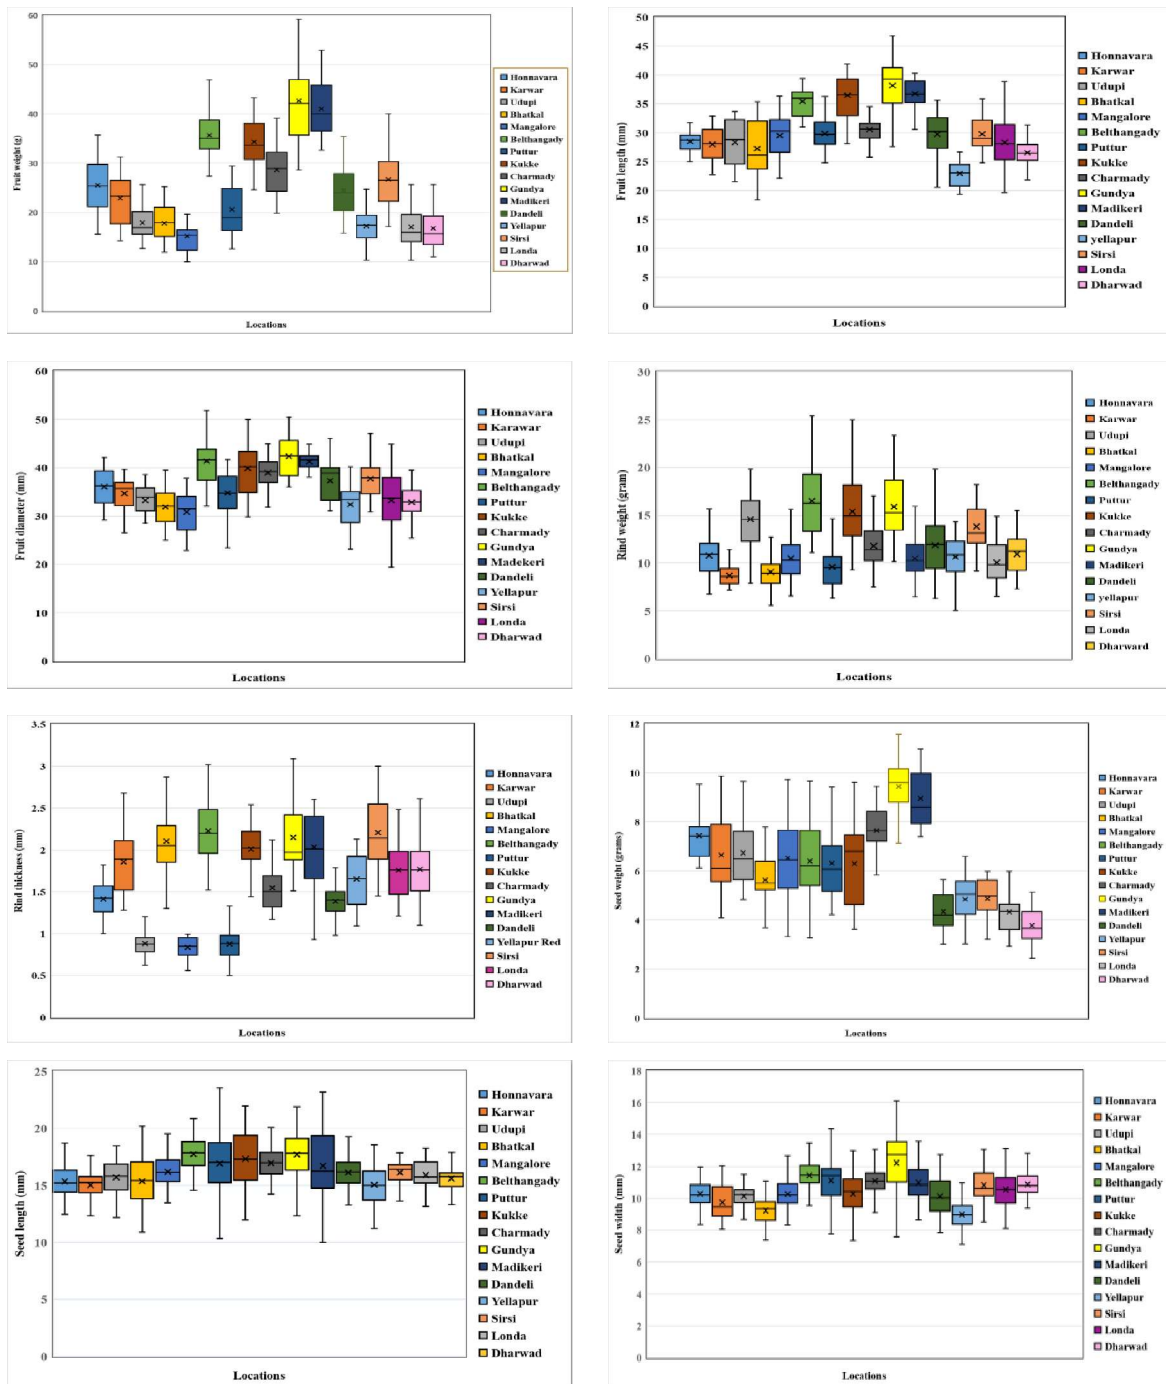 60
50
40
30
20
10
0
Fruit weight (g)
Locations
Honnavara
Karwar
Udupi
Bhatkal
Mangalore
Belthangady
Puttur
Kukke
Charmady
Gundya
Madikeri
Dandeli
Yellapur
Sirsi
Londa
Dharwad
50
45
40
35
30
25
20
15
10
5
0
Fruit length (mm)
Locations
Honnavara
Karwar
Udupi
Bhatkal
Mangalore
Belthangady
Puttur
Kukke
Charmady
Gundya
Madikeri
Dandeli
yellapur
Sirsi
Londa
Dharwad
60
50
40
30
20
10
0
Fruit diameter (mm)
Locations
Honnavara
Karawar
Udupi
Bhatkal
Mangalore
Belthangady
Puttur
Kukke
Charmady
Gundya
Madekeri
Dandeli
Yellapur
Sirsi
Londa
Dharwad
30
25
20
15
10
5
0
Rind weight (gram)
Locations
Honnavara
Karwar
Udupi
Bhatkal
Mangalore
Belthangady
Puttur
Kukke
Charmady
Gundya
Madikeri
Dandeli
yellapur
Sirsi
Londa
Dharward
3.5
3
2.5
2
1.5
1
0.5
0
Rind thickness (mm)
Locations
Honnavara
Karwar
Udupi
Bhatkal
Mangalore
Belthangady
Puttur
Kukke
Charmady
Gundya
Madikeri
Dandeli
Yellapur Red
Sirsi
Londa
Dharwad
12
10
8
6
4
2
0
Seed weight (grams)
Locations
Honnavara
Karwar
Udupi
Bhatkal
Mangalore
Belthangady
Puttur
Kukke
Charmady
Gundya
Madikeri
Dandeli
Yellapur
Sirsi
Londa
Dharwad
25
20
15
10
5
0
Seed length (mm)
Locations
Honnavara
Karwar
Udupi
Bhatkal
Mangalore
Belthangady
Puttur
Kukke
Charmady
Gundya
Madikeri
Dandeli
Yellapur
Sirsi
Londa
Dharwad
18
16
14
12
10
8
6
4
2
0
Seed width (mm)
Locations
Honnavara
Karwar
Udupi
Bhatkal
Mangalore
Belthangady
Puttur
Kukke
Charmady
Gundya
Madikeri
Dandeli
Yellapur
Sirsi
Londa
Dharwad